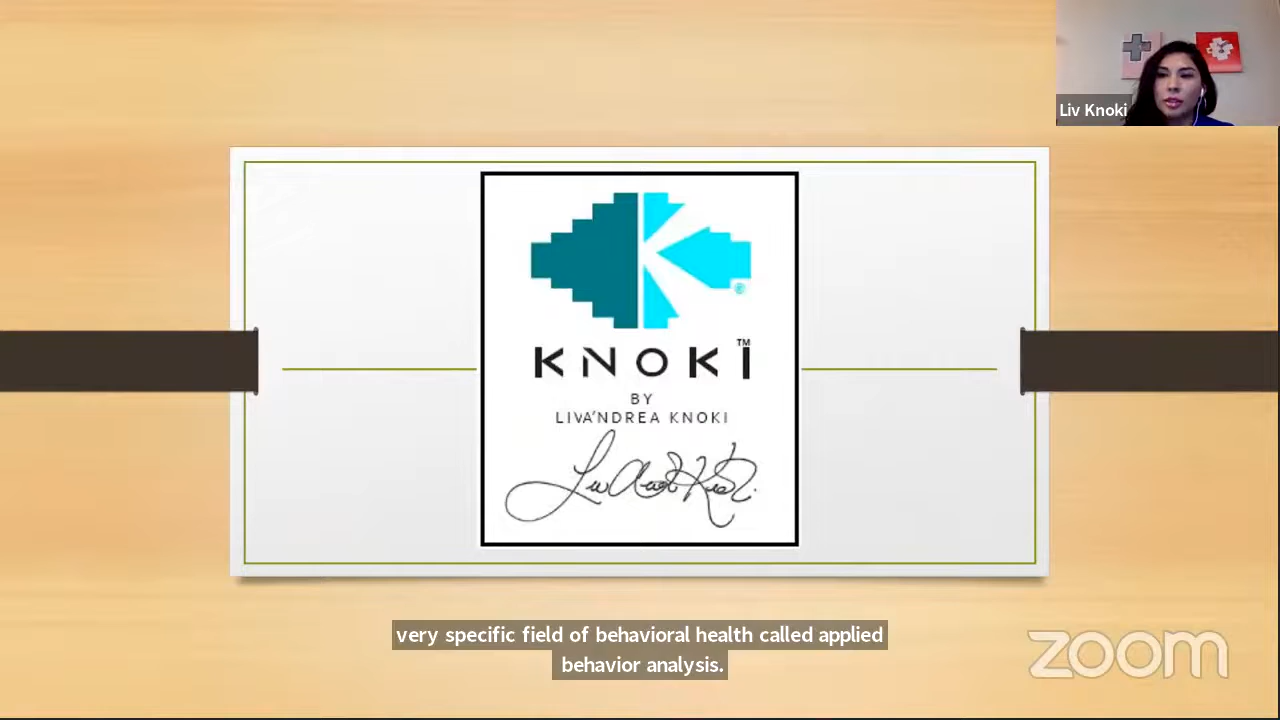 Liv Knoki
K
®
KNOKI™
BY
LIVA'NDREA KNOKI
very specific field of behavioral health called applied
behavior analysis.
zoom